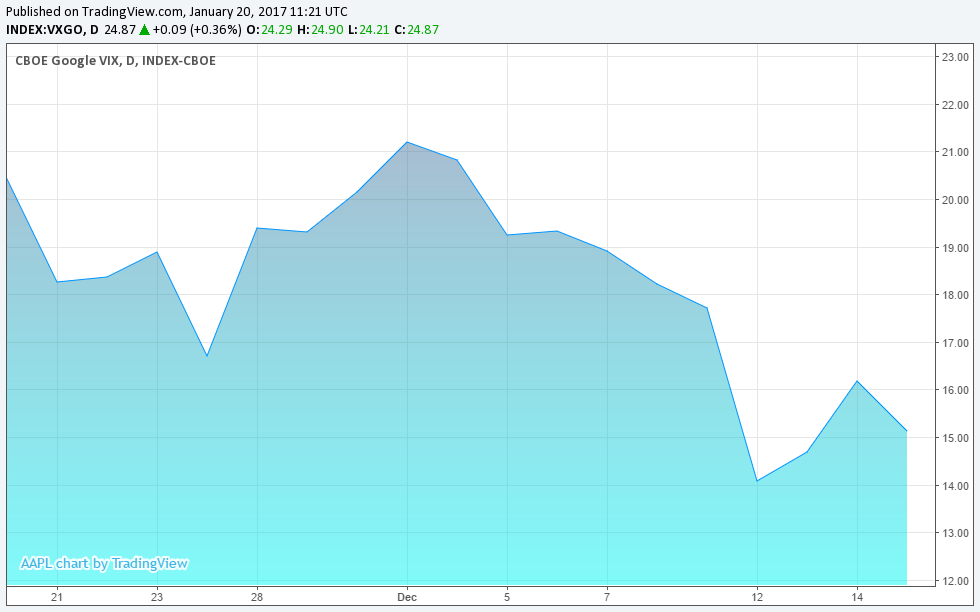 Published on TradingView.com, January 20, 2017 11:21 UTC
INDEX:VXGO, D 24.87 ▲ +0.09 (+0.36%) O:24.29 H:24.90 L:24.21 C:24.87
CBOE Google VIX, D, INDEX-CBOE
23.00
22.00
21.00
20.00
19.00
18.00
17.00
16.00
15.00
14.00
13.00
12.00
AAPL chart by TradingView
21 23 28 Dec 5 7 12 14